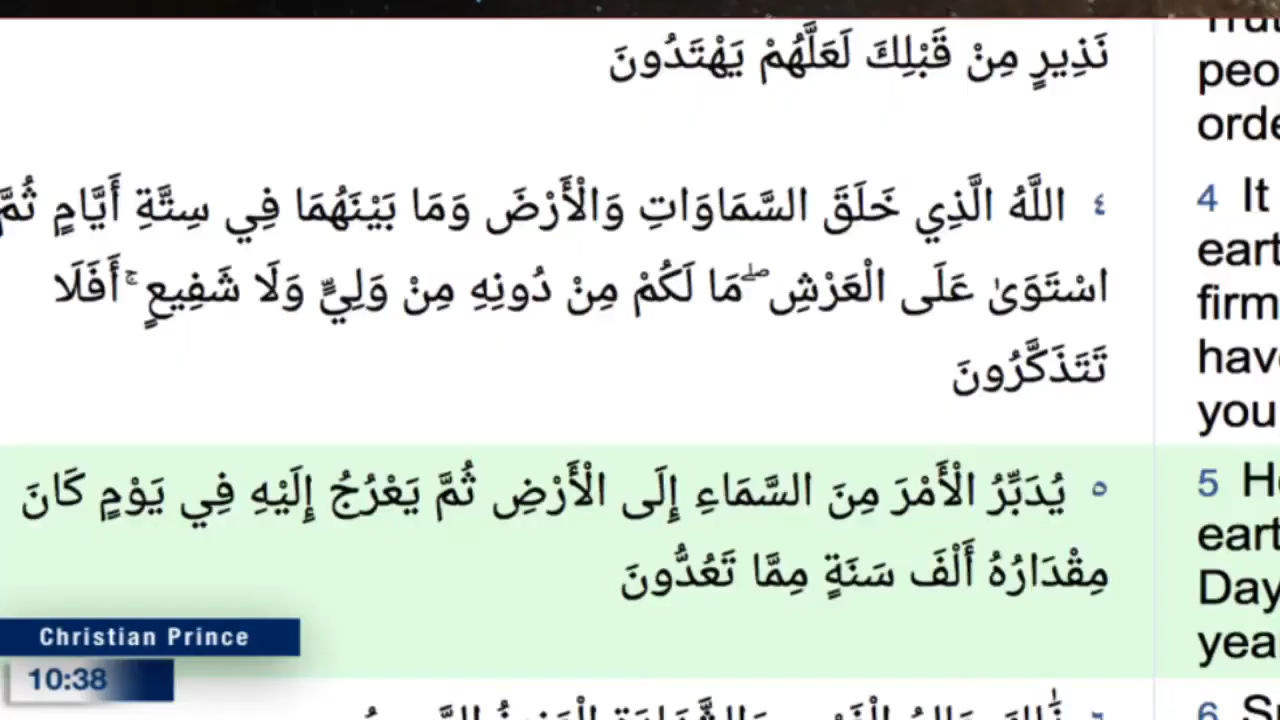 نَذِيرٍ مِنْ قَبْلِكَ لَعَلَّهُمْ يَهْتَدُونَ
٤ اللَّهُ الَّذِي خَلَقَ السَّمَاوَاتِ وَالْأَرْضَ وَمَا بَيْنَهُمَا فِي سِتَّةِ أَيَّامٍ ثُمَّ
اسْتَوَىٰ عَلَى الْعَرْشِ ۖ مَا لَكُمْ مِنْ دُونِهِ مِنْ وَلِيٍّ وَلَا شَفِيعٍ ۚ أَفَلَا
تَتَذَكَّرُونَ
٥ يُدَبِّرُ الْأَمْرَ مِنَ السَّمَاءِ إِلَى الْأَرْضِ ثُمَّ يَعْرُجُ إِلَيْهِ فِي يَوْمٍ كَانَ
مِقْدَارُهُ أَلْفَ سَنَةٍ مِمَّا تَعُدُّونَ
peo
orde
4 It
eart
firm
have
you
5 He
eart
Day
yea
6
Christian Prince
10:38